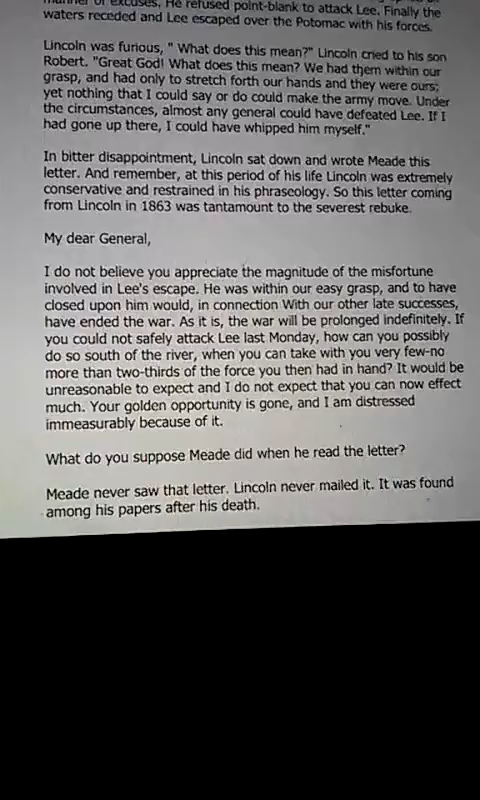 manner of excuses. He refused point-blank to attack Lee. Finally the
waters receded and Lee escaped over the Potomac with his forces.
Lincoln was furious, " What does this mean?" Lincoln cried to his son
Robert. "Great God! What does this mean? We had them within our
grasp, and had only to stretch forth our hands and they were ours;
yet nothing that I could say or do could make the army move. Under
the circumstances, almost any general could have defeated Lee. If I
had gone up there, I could have whipped him myself."
In bitter disappointment, Lincoln sat down and wrote Meade this
letter. And remember, at this period of his life Lincoln was extremely
conservative and restrained in his phraseology. So this letter coming
from Lincoln in 1863 was tantamount to the severest rebuke.
My dear General,
I do not believe you appreciate the magnitude of the misfortune
involved in Lee's escape. He was within our easy grasp, and to have
closed upon him would, in connection With our other late successes,
have ended the war. As it is, the war will be prolonged indefinitely. If
you could not safely attack Lee last Monday, how can you possibly
do so south of the river, when you can take with you very few-no
more than two-thirds of the force you then had in hand? It would be
unreasonable to expect and I do not expect that you can now effect
much. Your golden opportunity is gone, and I am distressed
immeasurably because of it.
What do you suppose Meade did when he read the letter?
Meade never saw that letter. Lincoln never mailed it. It was found
among his papers after his death.